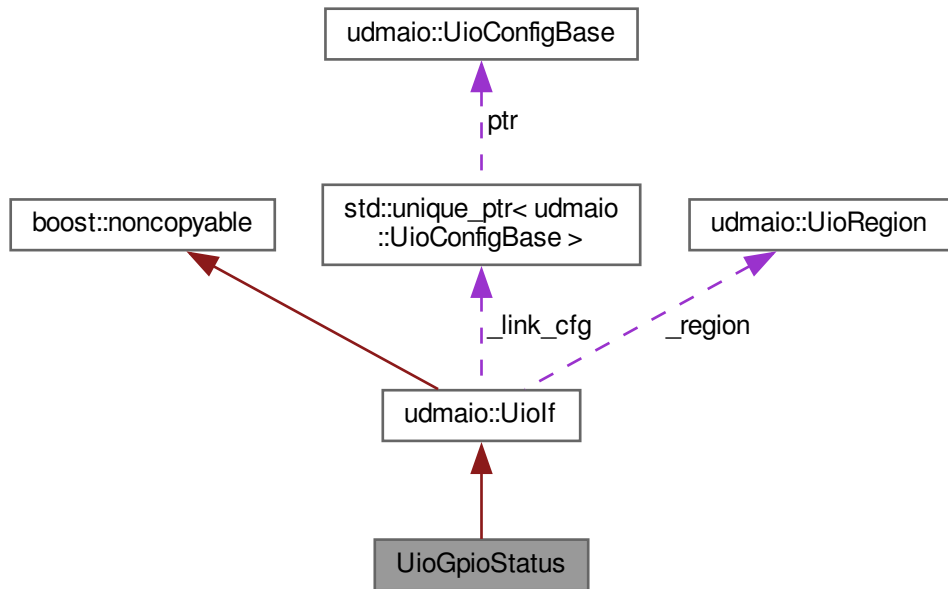 udmaio::UioConfigBase
ptr
boost::noncopyable
std::unique_ptr< udmaio
::UioConfigBase >
udmaio::UioRegion
_link_cfg
_region
udmaio::UioIf
UioGpioStatus